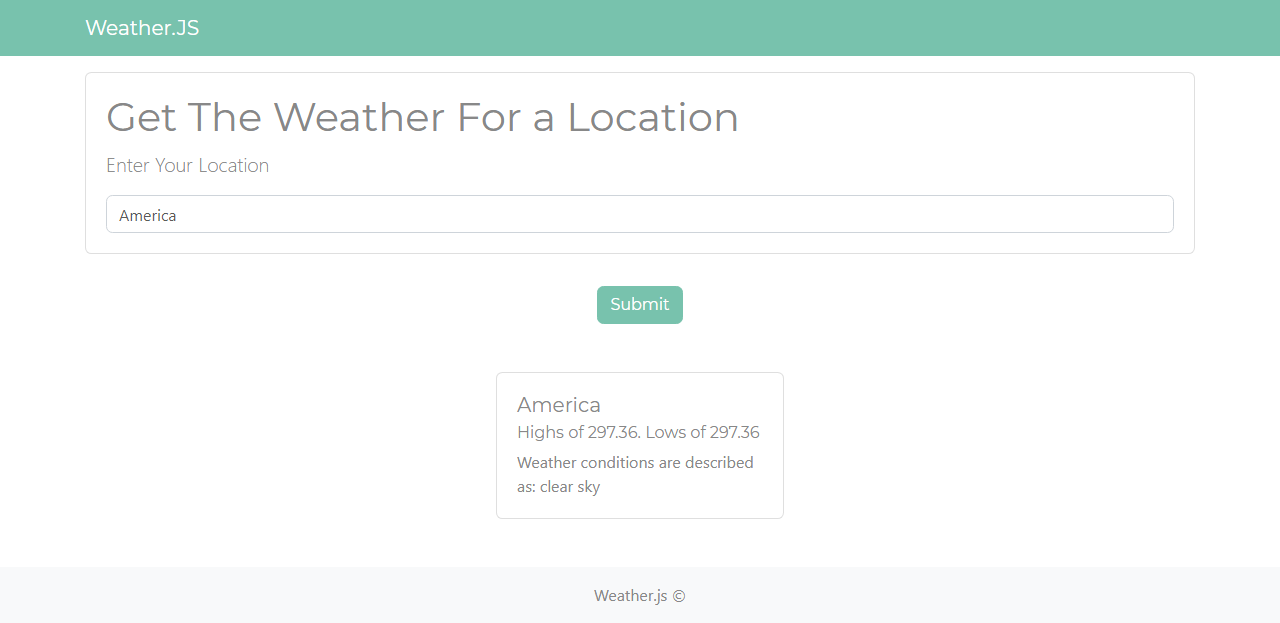 Weather.JS
Get The Weather For a Location
Enter Your Location
America
Submit
America
Highs of 297.36. Lows of 297.36
Weather conditions are described
as: clear sky
Weather.js ©